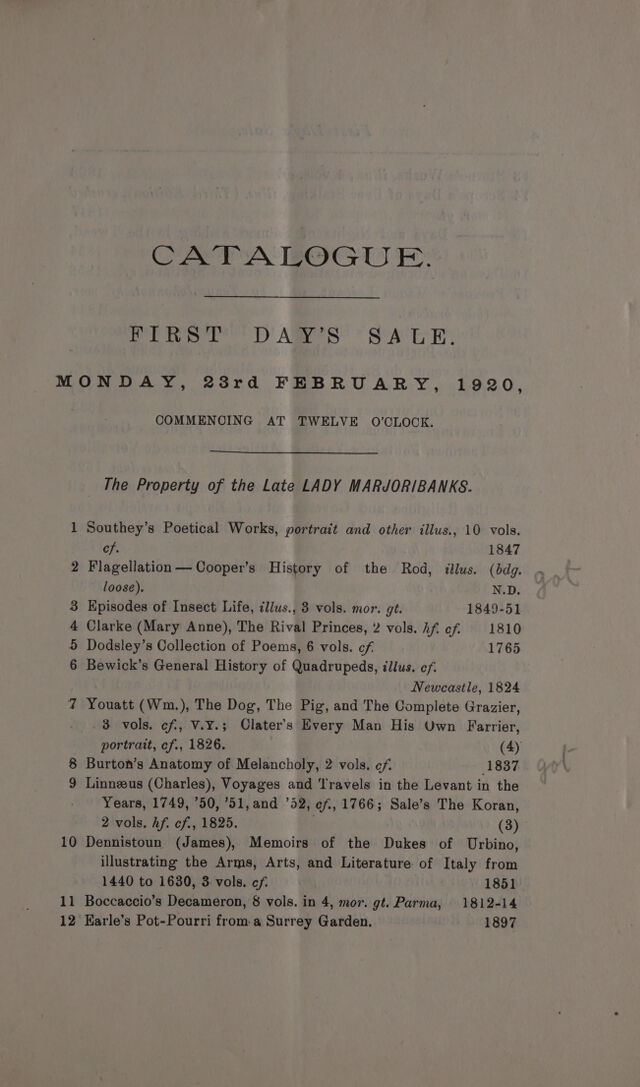 CATALOGUE.
FIRST DAY'S SALE.
MONDAY, 23rd FEBRUARY, 1920,
COMMENCING AT TWELVE O'CLOCK.
The Property of the Late LADY MARJORIBANKS.
1 Southey's Poetical Works, portrait and other illus., 10 vols.
cf. 1847
2 Flagellation — Cooper's History of the Rod, illus. (bdg.
loose). N.D.
3 Episodes of Insect Life, illus., 3 vols. mor. gt. 1849-51
4 Clarke (Mary Anne), The Rival Princes, 2 vols. hf. cf. 1810
5 Dodsley's Collection of Poems, 6 vols. cf. 1765
6 Bewick's General History of Quadrupeds, illus. cf.
Newcastle, 1824
7 Youatt (Wm.), The Dog, The Pig, and The Complete Grazier,
3 vols. cf., V.Y.; Clater's Every Man His Own Farrier,
portrait, cf., 1826. (4)
8 Burton's Anatomy of Melancholy, 2 vols. cf. 1837
9 Linnæus (Charles), Voyages and Travels in the Levant in the
Years, 1749, '50, '51, and '52, cf., 1766; Sale's The Koran,
2 vols. hf. cf., 1825. (3)
10 Dennistoun (James), Memoirs of the Dukes of Urbino,
illustrating the Arms, Arts, and Literature of Italy from
1440 to 1630, 3 vols. cf. 1851
11 Boccaccio's Decameron, 8 vols. in 4, mor. gt. Parma, 1812-14
12 Earle's Pot-Pourri from a Surrey Garden. 1897